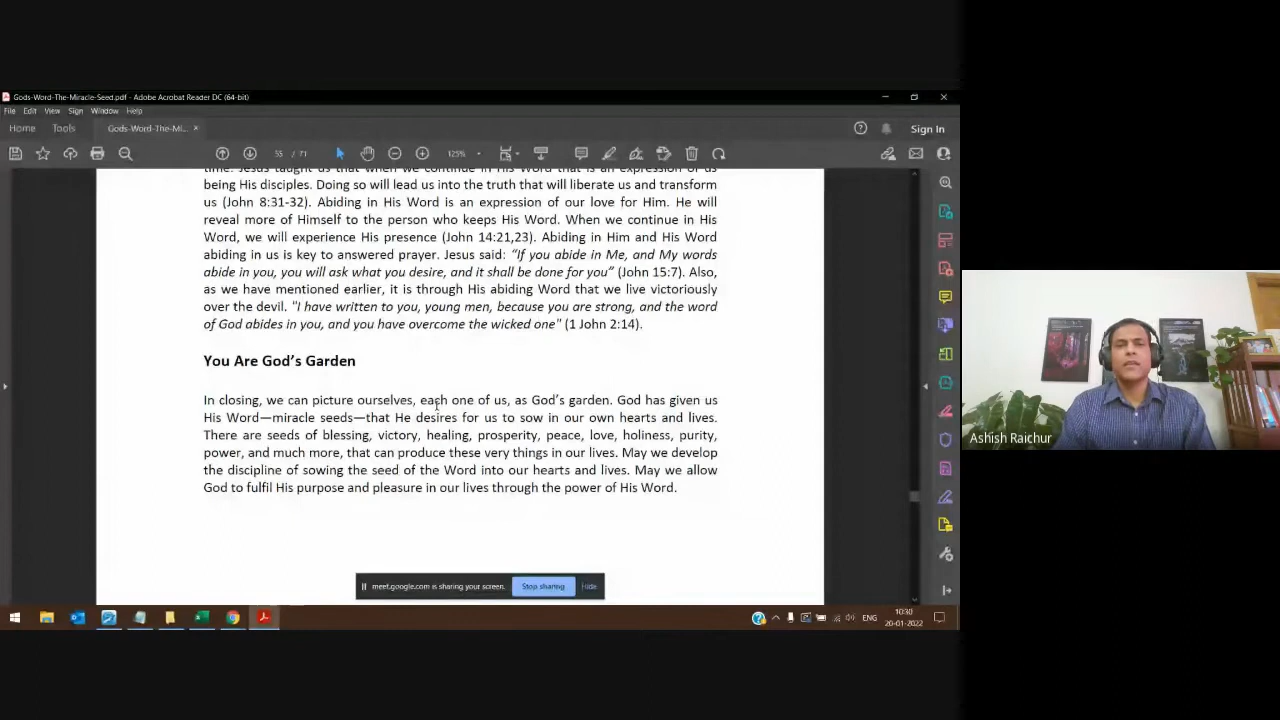 Gods-Word-The-Miracle-Seed.pdf - Adobe Acrobat Reader DC (64-bit)
File Edit View Sign Window Help
Home Tools Gods-Word-The-Mi... × Sign In
55 / 71 125%
time. Jesus taught us that when we continue in His Word that is an expression of us
being His disciples. Doing so will lead us into the truth that will liberate us and transform
us (John 8:31-32). Abiding in His Word is an expression of our love for Him. He will
reveal more of Himself to the person who keeps His Word. When we continue in His
Word, we will experience His presence (John 14:21,23). Abiding in Him and His Word
abiding in us is key to answered prayer. Jesus said: “If you abide in Me, and My words
abide in you, you will ask what you desire, and it shall be done for you” (John 15:7). Also,
as we have mentioned earlier, it is through His abiding Word that we live victoriously
over the devil. "I have written to you, young men, because you are strong, and the word
of God abides in you, and you have overcome the wicked one" (1 John 2:14).
You Are God’s Garden
In closing, we can picture ourselves, each one of us, as God’s garden. God has given us
His Word—miracle seeds—that He desires for us to sow in our own hearts and lives.
There are seeds of blessing, victory, healing, prosperity, peace, love, holiness, purity,
power, and much more, that can produce these very things in our lives. May we develop
the discipline of sowing the seed of the Word into our hearts and lives. May we allow
God to fulfil His purpose and pleasure in our lives through the power of His Word.
meet.google.com is sharing your screen. Stop sharing Hide
ENG 10:30
20-01-2022
Ashish Raichur